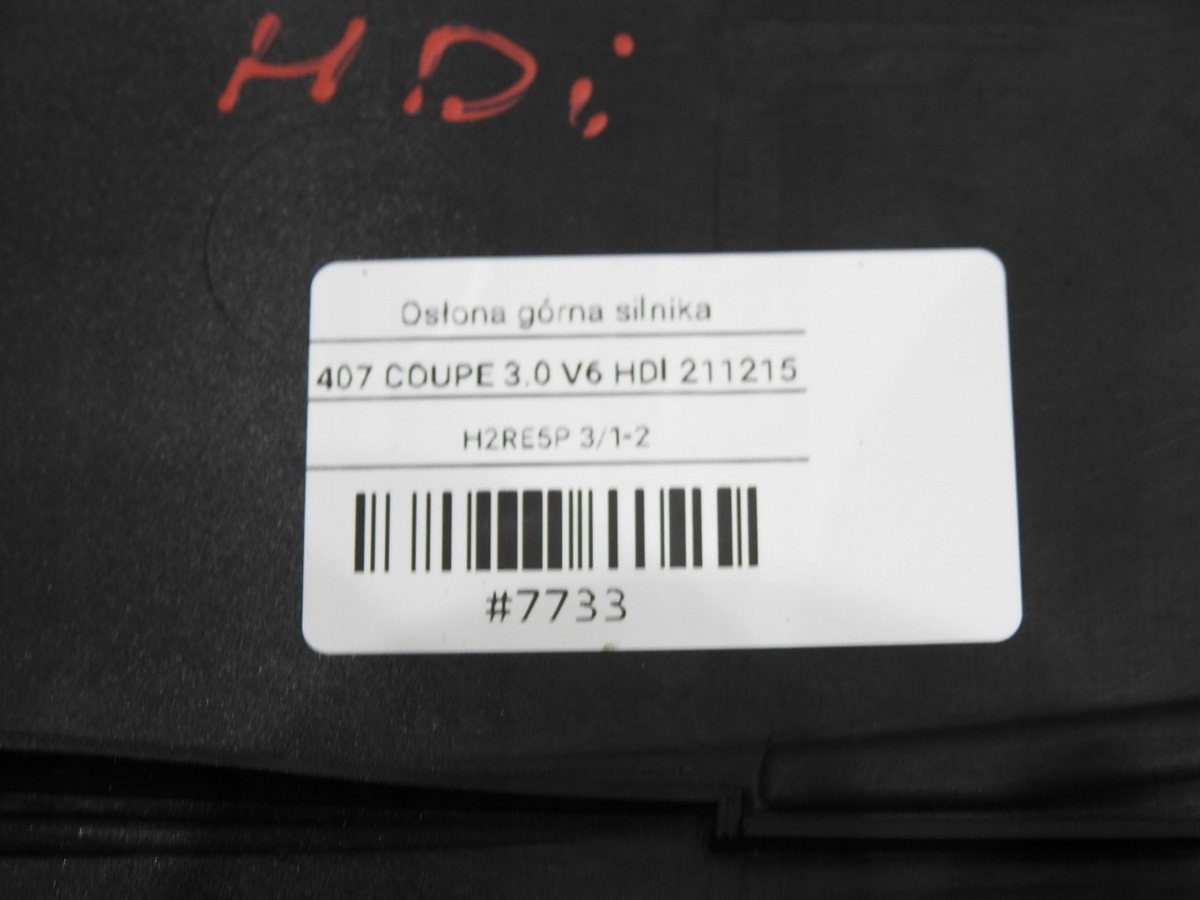 HDi
Osłona górna silnika
407 COUPE 3.0 V6 HDI 211215
H2RE5P 3/1-2
#7733